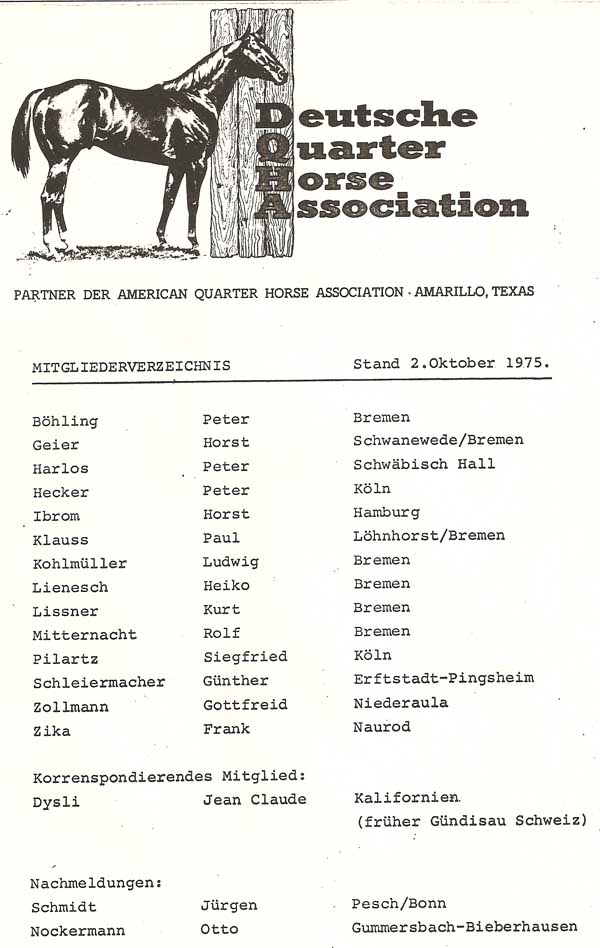 Deutsche
Quarter
Horse
Association
PARTNER DER AMERICAN QUARTER HORSE ASSOCIATION · AMARILLO, TEXAS
MITGLIEDERVERZEICHNIS Stand 2.Oktober 1975.
Böhling Peter Bremen
Geier Horst Schwanewede/Bremen
Harlos Peter Schwäbisch Hall
Hecker Peter Köln
Ibrom Horst Hamburg
Klauss Paul Löhnhorst/Bremen
Kohlmüller Ludwig Bremen
Lienesch Heiko Bremen
Lissner Kurt Bremen
Mitternacht Rolf Bremen
Pilartz Siegfried Köln
Schleiermacher Günther Erftstadt-Pingsheim
Zollmann Gottfreid Niederaula
Zika Frank Naurod
Korrenspondierendes Mitglied:
Dysli Jean Claude Kalifornien
(früher Gündisau Schweiz)
Nachmeldungen:
Schmidt Jürgen Pesch/Bonn
Nockermann Otto Gummersbach-Bieberhausen